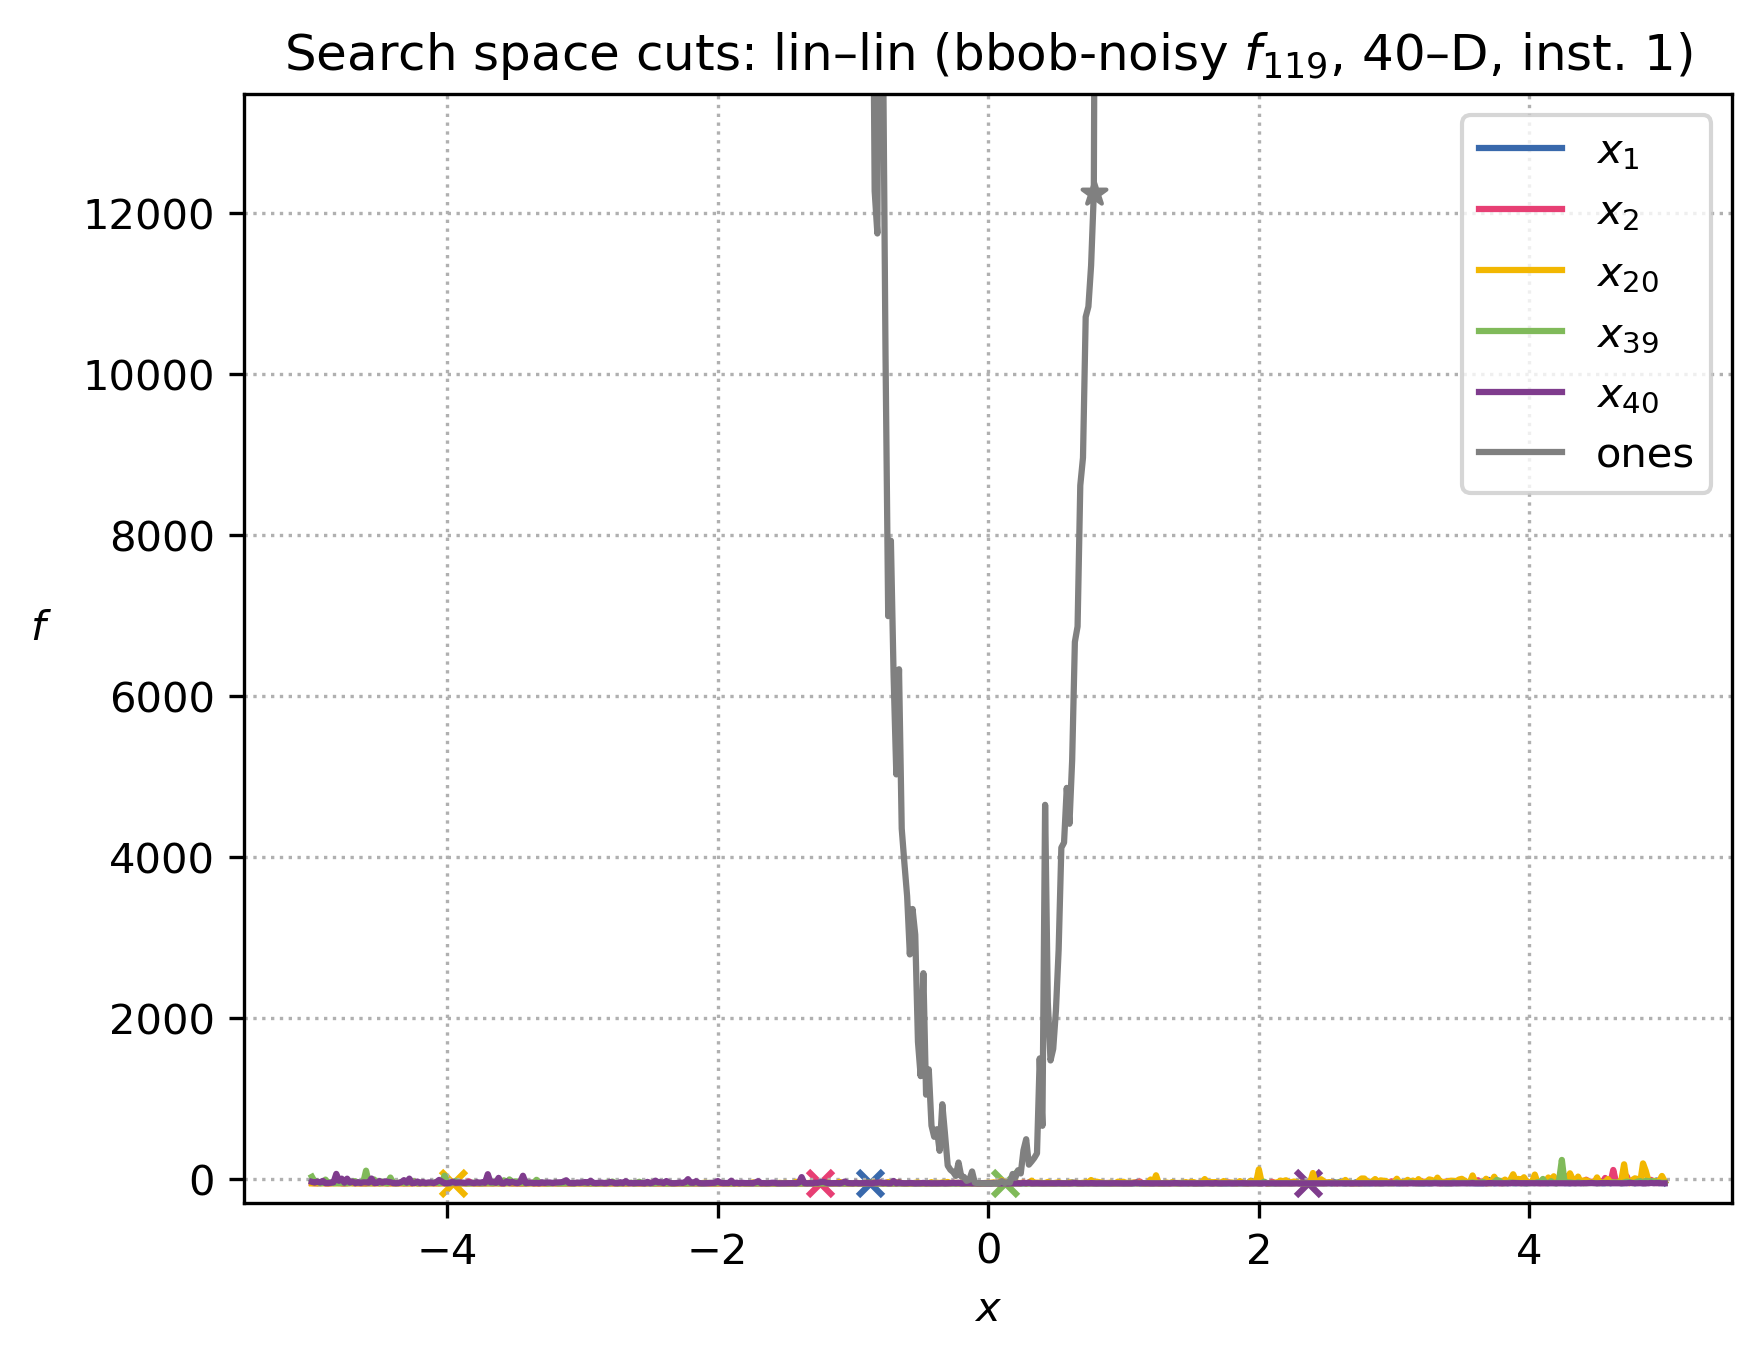 Search space cuts: lin–lin (bbob-noisy f₁₁₉, 40–D, inst. 1)
x₁
x₂
x₂₀
x₃₉
x₄₀
ones
12000
10000
8000
6000
4000
2000
0
f
−4
−2
0
2
4
x